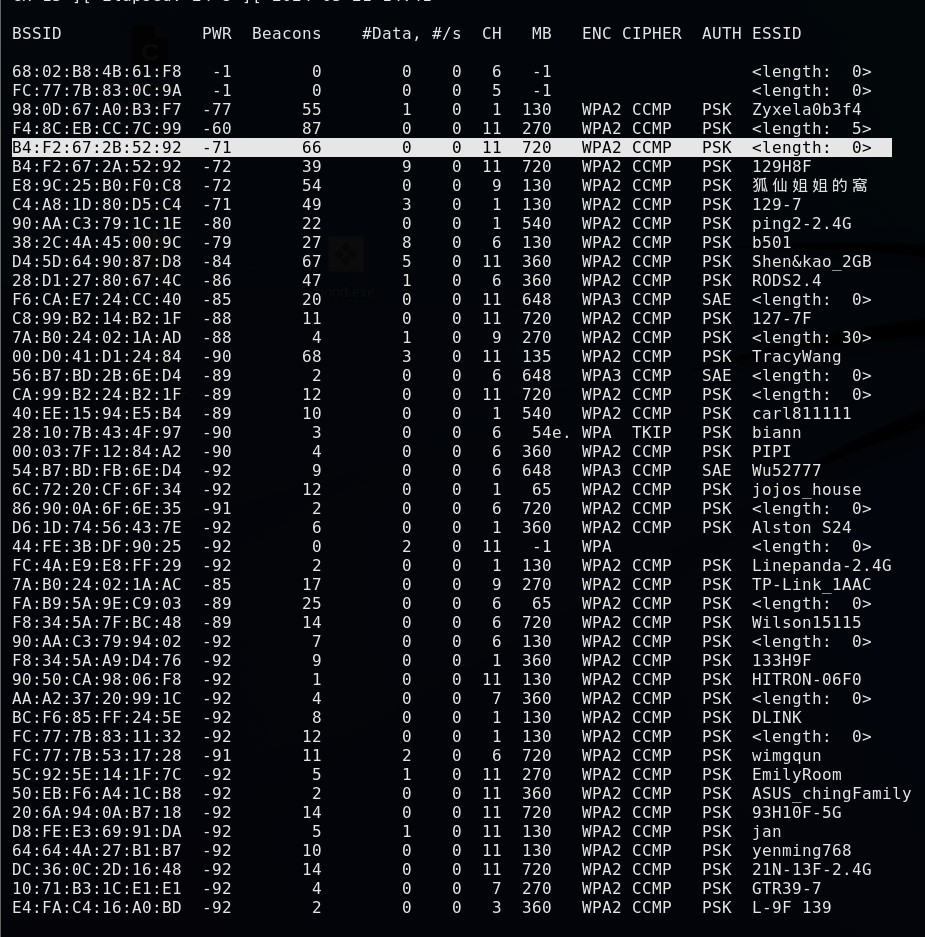 BSSID PWR Beacons #Data, #/s CH MB ENC CIPHER AUTH ESSID
68:02:B8:4B:61:F8 -1 0 0 0 6 -1 <length: 0>
FC:77:7B:83:0C:9A -1 0 0 0 5 -1 <length: 0>
98:0D:67:A0:B3:F7 -77 55 1 0 1 130 WPA2 CCMP PSK Zyxela0b3f4
F4:8C:EB:CC:7C:99 -60 87 0 0 11 270 WPA2 CCMP PSK <length: 5>
B4:F2:67:2B:52:92 -71 66 0 0 11 720 WPA2 CCMP PSK <length: 0>
B4:F2:67:2A:52:92 -72 39 9 0 11 720 WPA2 CCMP PSK 129H8F
E8:9C:25:B0:F0:C8 -72 54 0 0 9 130 WPA2 CCMP PSK 狐仙姐姐的窩
C4:A8:1D:80:D5:C4 -71 49 3 0 1 130 WPA2 CCMP PSK 129-7
90:AA:C3:79:1C:1E -80 22 0 0 1 540 WPA2 CCMP PSK ping2-2.4G
38:2C:4A:45:00:9C -79 27 8 0 6 130 WPA2 CCMP PSK b501
D4:5D:64:90:87:D8 -84 67 5 0 11 360 WPA2 CCMP PSK Shen&kao_2GB
28:D1:27:80:67:4C -86 47 1 0 6 360 WPA2 CCMP PSK RODS2.4
F6:CA:E7:24:CC:40 -85 20 0 0 11 648 WPA3 CCMP SAE <length: 0>
C8:99:B2:14:B2:1F -88 11 0 0 11 720 WPA2 CCMP PSK 127-7F
7A:B0:24:02:1A:AD -88 4 1 0 9 270 WPA2 CCMP PSK <length: 30>
00:D0:41:D1:24:84 -90 68 3 0 11 135 WPA2 CCMP PSK TracyWang
56:B7:BD:2B:6E:D4 -89 2 0 0 6 648 WPA3 CCMP SAE <length: 0>
CA:99:B2:24:B2:1F -89 12 0 0 11 720 WPA2 CCMP PSK <length: 0>
40:EE:15:94:E5:B4 -89 10 0 0 1 540 WPA2 CCMP PSK carl811111
28:10:7B:43:4F:97 -90 3 0 0 6 54e. WPA TKIP PSK biann
00:03:7F:12:84:A2 -90 4 0 0 6 360 WPA2 CCMP PSK PIPI
54:B7:BD:FB:6E:D4 -92 9 0 0 6 648 WPA3 CCMP SAE Wu52777
6C:72:20:CF:6F:34 -92 12 0 0 1 65 WPA2 CCMP PSK jojos_house
86:90:0A:6F:6E:35 -91 2 0 0 6 720 WPA2 CCMP PSK <length: 0>
D6:1D:74:56:43:7E -92 6 0 0 1 360 WPA2 CCMP PSK Alston S24
44:FE:3B:DF:90:25 -92 0 2 0 11 -1 WPA <length: 0>
FC:4A:E9:E8:FF:29 -92 2 0 0 1 130 WPA2 CCMP PSK Linepanda-2.4G
7A:B0:24:02:1A:AC -85 17 0 0 9 270 WPA2 CCMP PSK TP-Link_1AAC
FA:B9:5A:9E:C9:03 -89 25 0 0 6 65 WPA2 CCMP PSK <length: 0>
F8:34:5A:7F:BC:48 -89 14 0 0 6 720 WPA2 CCMP PSK Wilson15115
90:AA:C3:79:94:02 -92 7 0 0 6 130 WPA2 CCMP PSK <length: 0>
F8:34:5A:A9:D4:76 -92 9 0 0 1 360 WPA2 CCMP PSK 133H9F
90:50:CA:98:06:F8 -92 1 0 0 11 130 WPA2 CCMP PSK HITRON-06F0
AA:A2:37:20:99:1C -92 4 0 0 7 360 WPA2 CCMP PSK <length: 0>
BC:F6:85:FF:24:5E -92 8 0 0 1 130 WPA2 CCMP PSK DLINK
FC:77:7B:83:11:32 -92 12 0 0 1 130 WPA2 CCMP PSK <length: 0>
FC:77:7B:53:17:28 -91 11 2 0 6 720 WPA2 CCMP PSK wimgqun
5C:92:5E:14:1F:7C -92 5 1 0 11 270 WPA2 CCMP PSK EmilyRoom
50:EB:F6:A4:1C:B8 -92 2 0 0 11 360 WPA2 CCMP PSK ASUS_chingFamily
20:6A:94:0A:B7:18 -92 14 0 0 11 720 WPA2 CCMP PSK 93H10F-5G
D8:FE:E3:69:91:DA -92 5 1 0 11 130 WPA2 CCMP PSK jan
64:64:4A:27:B1:B7 -92 10 0 0 11 130 WPA2 CCMP PSK yenming768
DC:36:0C:2D:16:48 -92 14 0 0 11 720 WPA2 CCMP PSK 21N-13F-2.4G
10:71:B3:1C:E1:E1 -92 4 0 0 7 270 WPA2 CCMP PSK GTR39-7
E4:FA:C4:16:A0:BD -92 2 0 0 3 360 WPA2 CCMP PSK L-9F 139